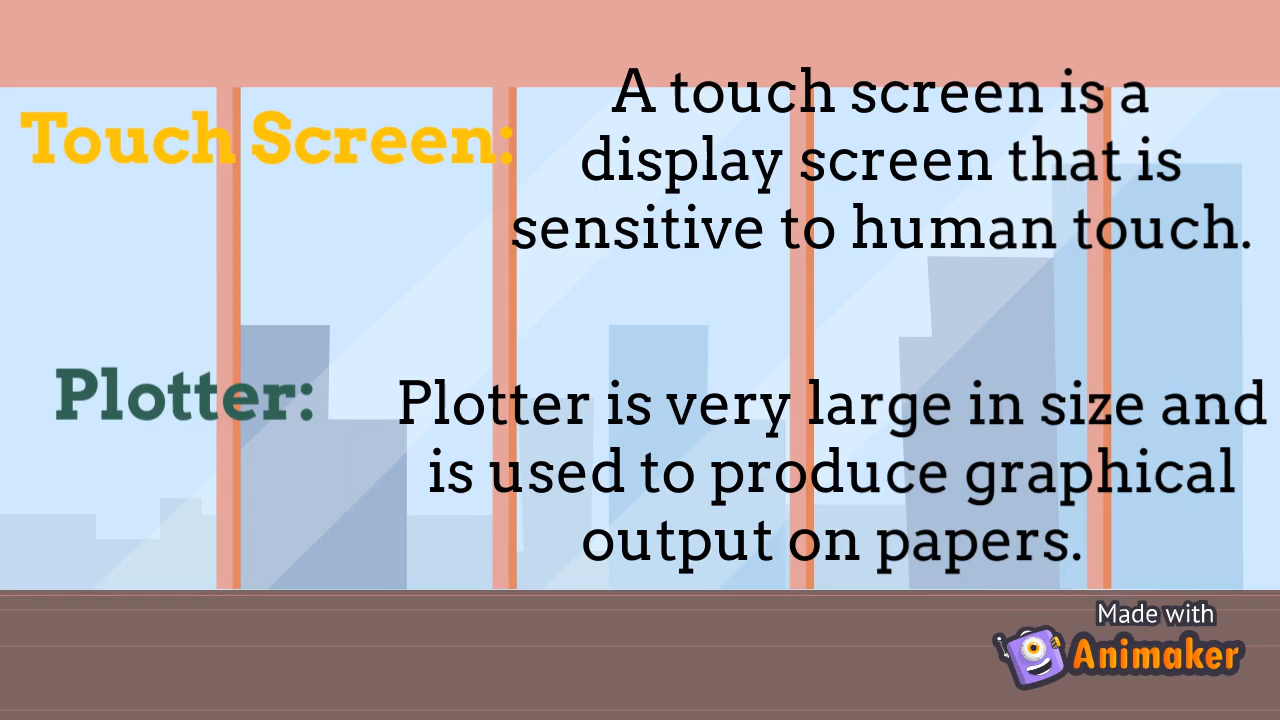 Touch Screen:
A touch screen is a
display screen that is
sensitive to human touch.
Plotter:
Plotter is very large in size and
is used to produce graphical
output on papers.
Made with
Animaker